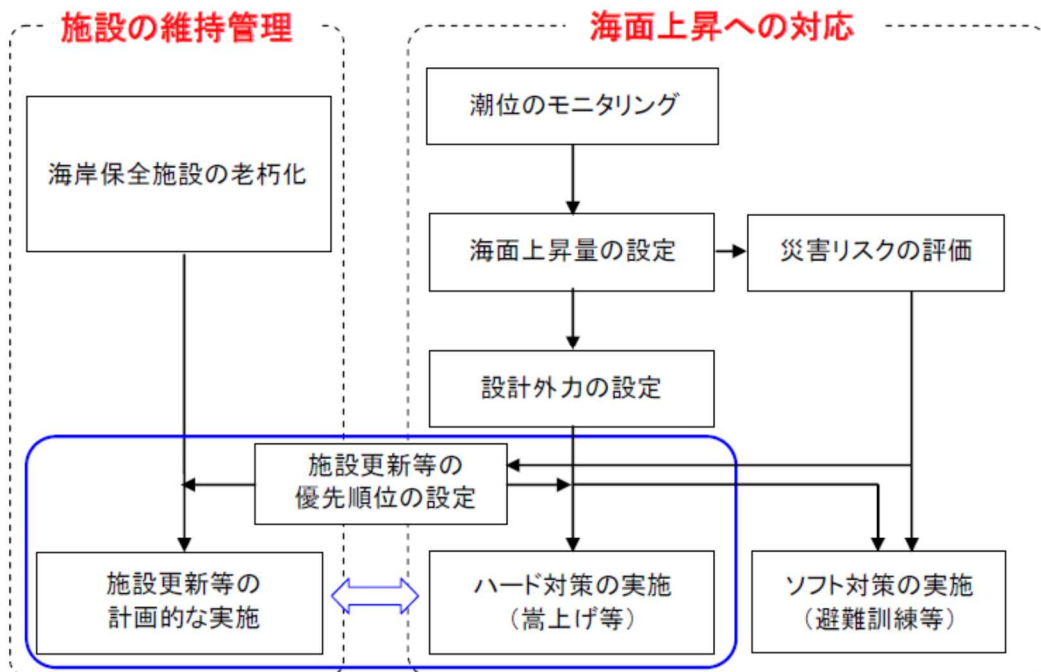 施設の維持管理
海面上昇への対応
潮位のモニタリング
海岸保全施設の老朽化
海面上昇量の設定
災害リスクの評価
設計外力の設定
施設更新等の
優先順位の設定
施設更新等の
計画的な実施
ハード対策の実施
（嵩上げ等）
ソフト対策の実施
（避難訓練等）